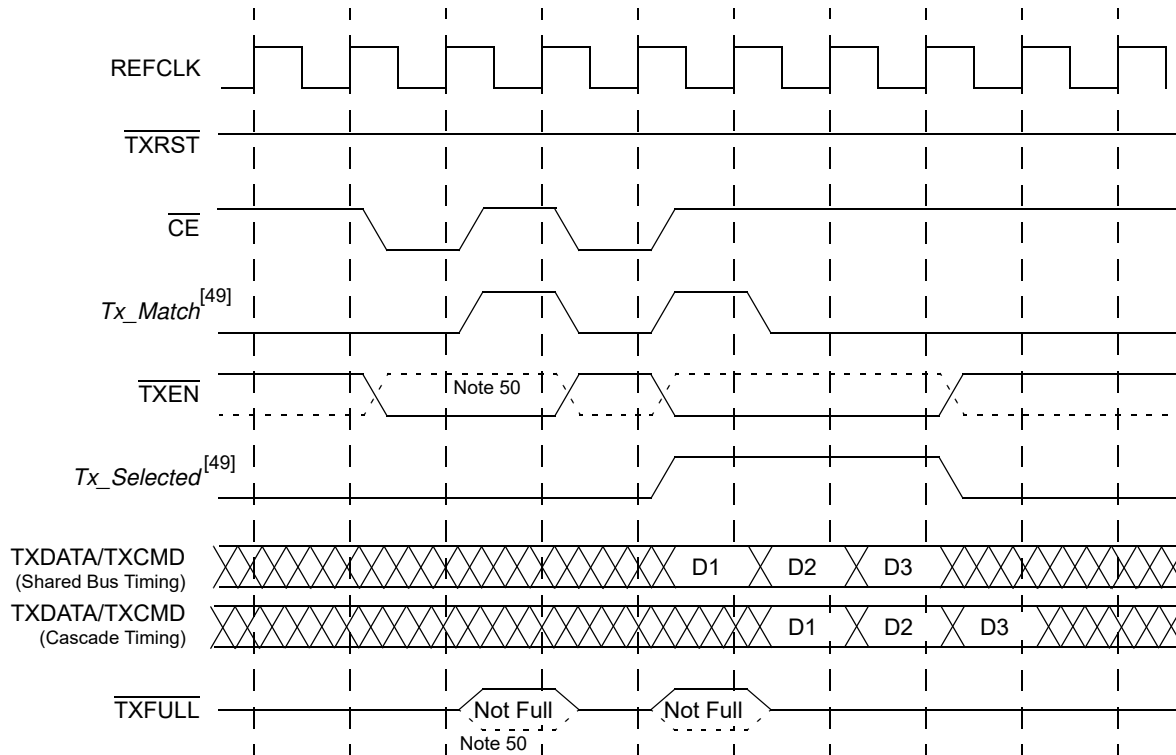 REFCLK
TXRST
CE
Tx_Match[49]
TXEN
Note 50
Tx_Selected[49]
TXDATA/TXCMD
(Shared Bus Timing)
D1 D2 D3
TXDATA/TXCMD
(Cascade Timing)
D1 D2 D3
TXFULL
Not Full Not Full
Note 50